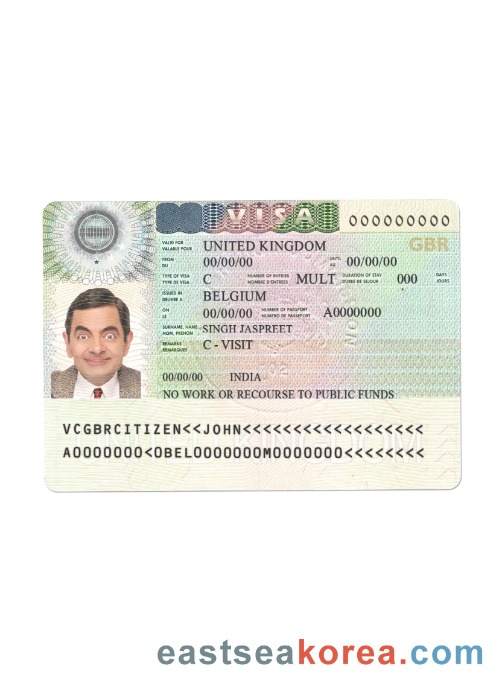 VISA 000000000
GBR
VALID FOR
VALABLE POUR UNITED KINGDOM
FROM
DU 00/00/00 AU 00/00/00
TYPE OF VISA
TYPE DE VISA C NUMBER OF ENTRIES
NOMBRE D'ENTREES MULT DURATION OF STAY
DUREE DE SEJOUR 000 DAYS
JOURS
ISSUED IN
DELIVRE A BELGIUM
ON
LE 00/00/00 NUMBER OF PASSPORT
NUMERO DE PASSEPORT A0000000
SURNAME, NAME
NOM, PRENOM SINGH JASPREET
REMARKS
REMARQUES C - VISIT
00/00/00 INDIA
NO WORK OR RECOURSE TO PUBLIC FUNDS
VCGBRCITIZEN<<JOHN<<<<<<<<<<<<<<<<<<
A0000000<0BEL0000000M0000000<<<<<<<<
UNITED KINGDOM
eastseakorea.com